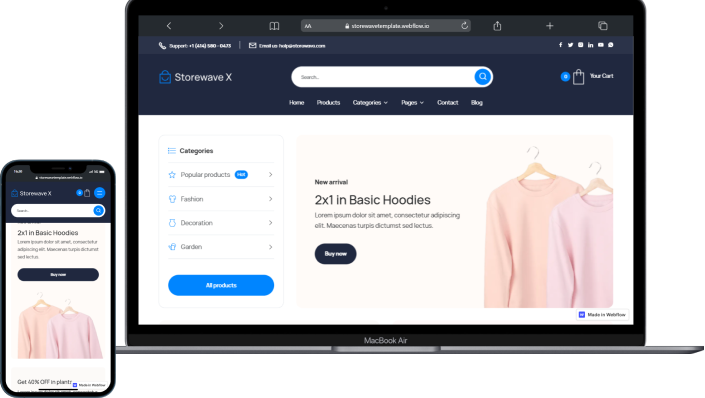 AA
storewavetemplate.webflow.io
Support: +1 (414) 580 - 0473
Email us: help@storewave.com
Storewave X
Search..
0
Your Cart
Home Products Categories Pages Contact Blog
Categories
Popular products Hot
Fashion
Decoration
Garden
All products
New arrival
2x1 in Basic Hoodies
Lorem ipsum dolor sit amet, consectetur adipiscing
elit. Maecenas turpis dictumst sed lectus.
Buy now
Made in Webflow
MacBook Air
storewavetemplate.webflow.io
Storewave X
0
Search..
2x1 in Basic Hoodies
Lorem ipsum dolor sit amet, consectetur
adipiscing elit. Maecenas turpis dictumst
sed lectus.
Buy now
Get 40% OFF in plants
Made in Webflow